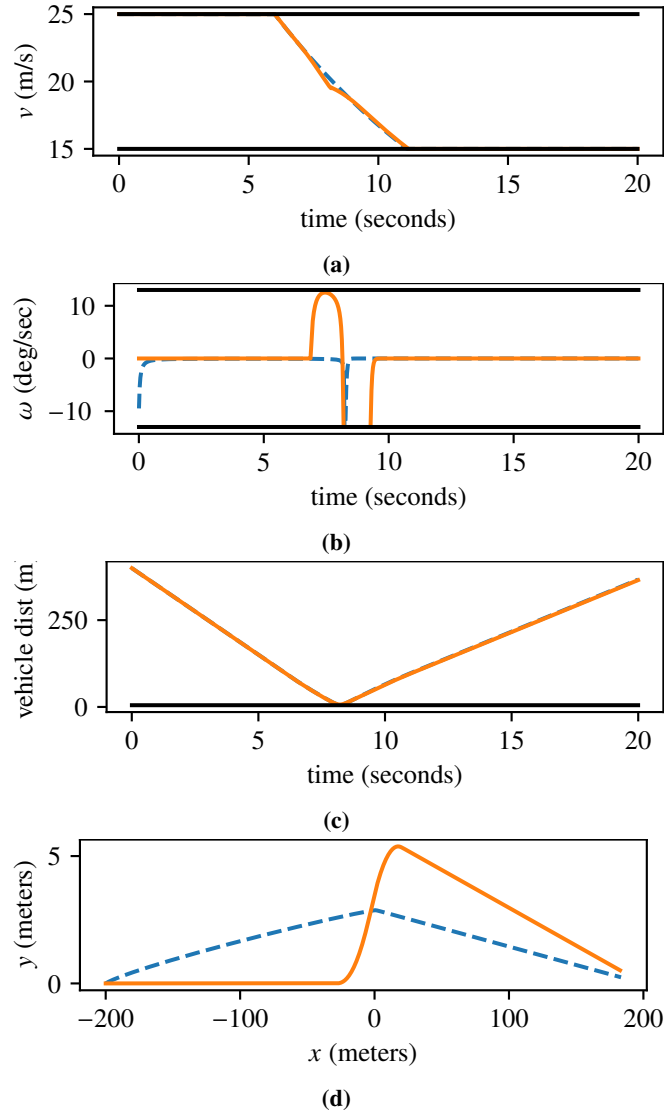 25
20
15
v (m/s)
0 5 10 15 20
time (seconds)
(a)
10
0
−10
ω (deg/sec)
0 5 10 15 20
time (seconds)
(b)
250
0
vehicle dist (m
0 5 10 15 20
time (seconds)
(c)
5
0
y (meters)
−200 −100 0 100 200
x (meters)
(d)